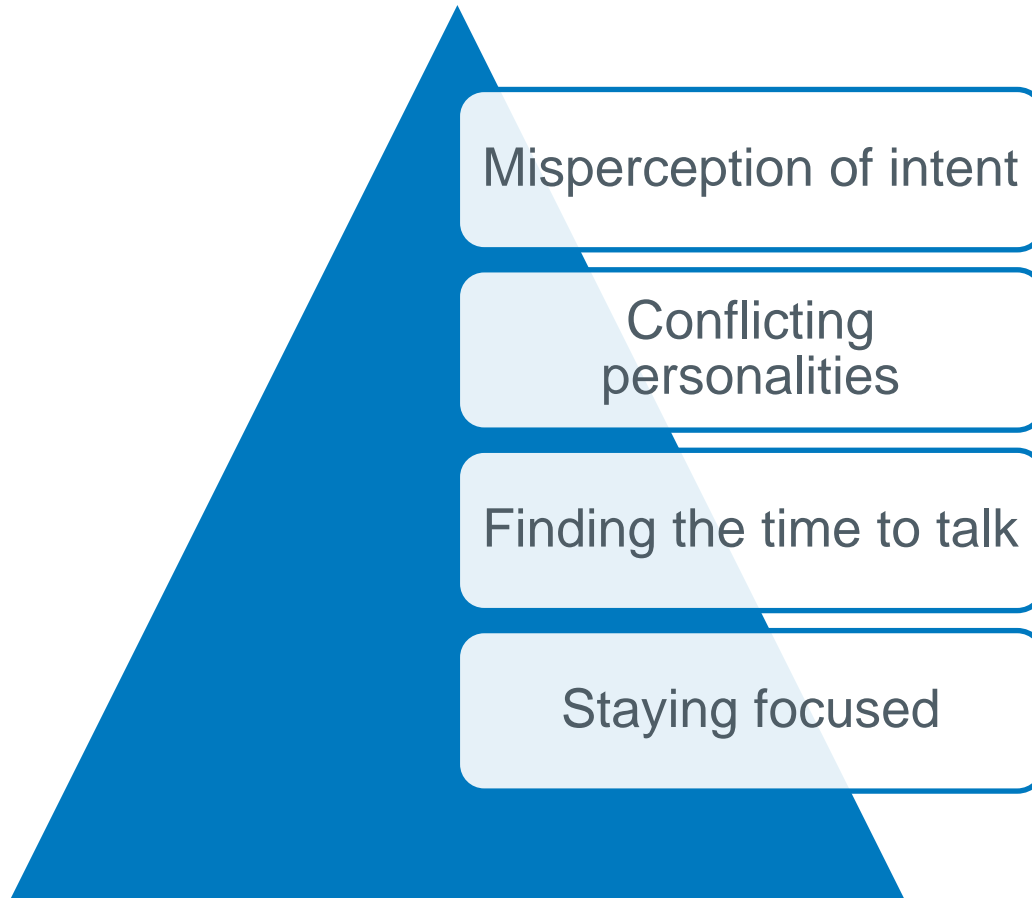 Misperception of intent
Conflicting
personalities
Finding the time to talk
Staying focused